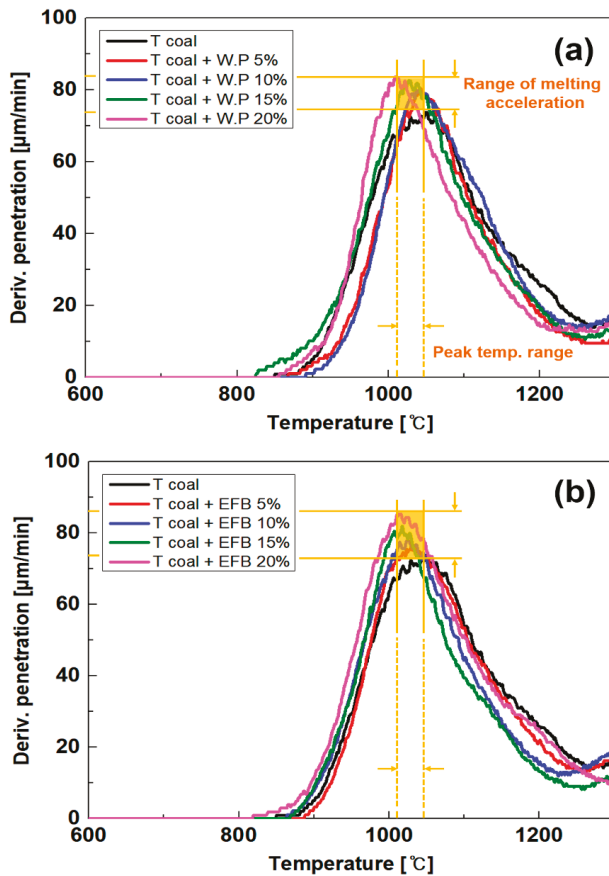 100
80
60
40
20
0
Deriv. penetration [µm/min]
T coal
T coal + W.P 5%
T coal + W.P 10%
T coal + W.P 15%
T coal + W.P 20%
(a)
Range of melting
acceleration
Peak temp. range
600
800
1000
1200
Temperature [℃]
100
80
60
40
20
0
Deriv. penetration [µm/min]
T coal
T coal + EFB 5%
T coal + EFB 10%
T coal + EFB 15%
T coal + EFB 20%
(b)
600
800
1000
1200
Temperature [℃]